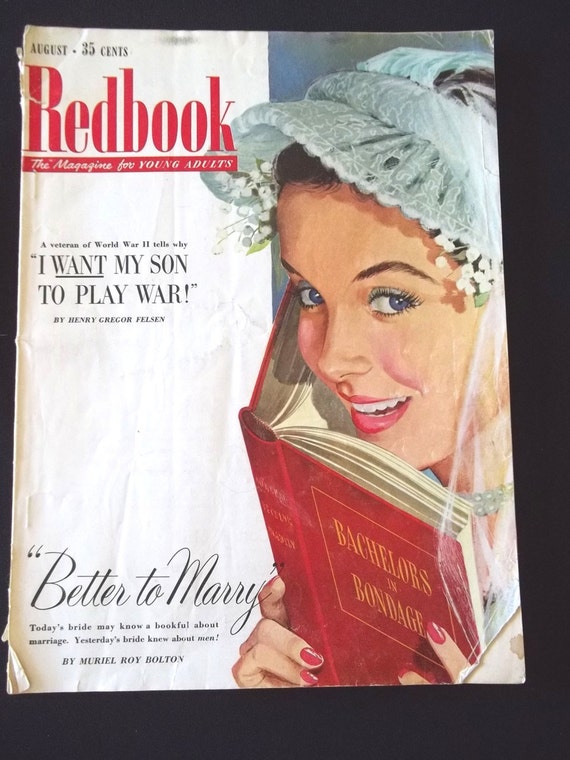 AUGUST • 35 CENTS
Redbook
The Magazine for YOUNG ADULTS
A veteran of World War II tells why
"I WANT MY SON
TO PLAY WAR!"
BY HENRY GREGOR FELSEN
BACHELORS
IN
BONDAGE
"Better to Marry"
Today's bride may know a bookful about
marriage. Yesterday's bride knew about men!
BY MURIEL ROY BOLTON